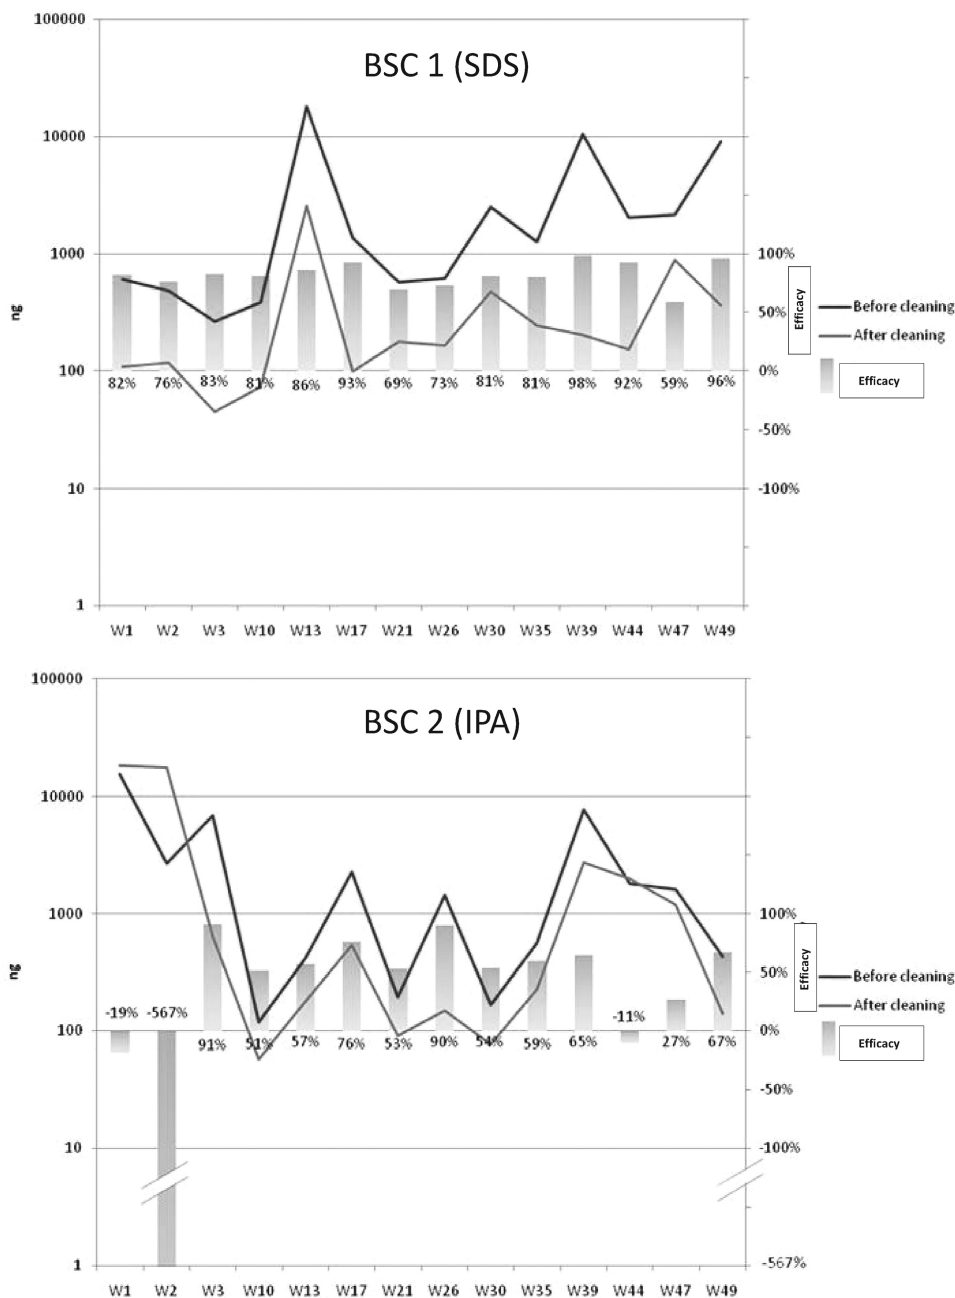 BSC 1 (SDS)
100000
10000
1000
100
10
1
ng
100%
50%
0%
-50%
-100%
Efficacy
Before cleaning
After cleaning
Efficacy
82% 76% 83% 81% 86% 93% 69% 73% 81% 81% 98% 92% 59% 96%
W1 W2 W3 W10 W13 W17 W21 W26 W30 W35 W39 W44 W47 W49
BSC 2 (IPA)
100000
10000
1000
100
10
1
ng
100%
50%
0%
-50%
-100%
-567%
Efficacy
Before cleaning
After cleaning
Efficacy
-19% -567% -11%
91% 51% 57% 76% 53% 90% 54% 59% 65% 27% 67%
W1 W2 W3 W10 W13 W17 W21 W26 W30 W35 W39 W44 W47 W49